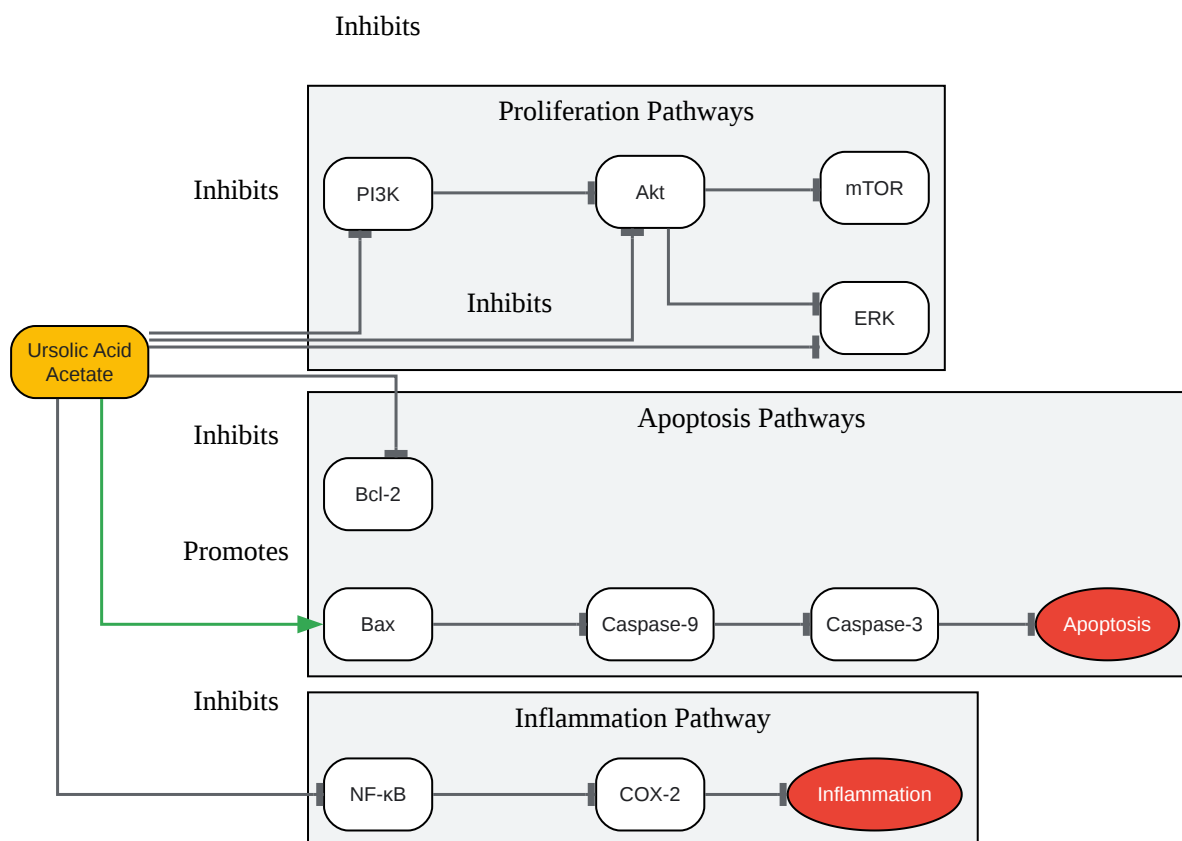 Inhibits
Proliferation Pathways
Inhibits
PI3K
Akt
mTOR
Inhibits
ERK
Ursolic Acid
Acetate
Apoptosis Pathways
Inhibits
Bcl-2
Promotes
Bax
Caspase-9
Caspase-3
Apoptosis
Inhibits
Inflammation Pathway
NF-κB
COX-2
Inflammation